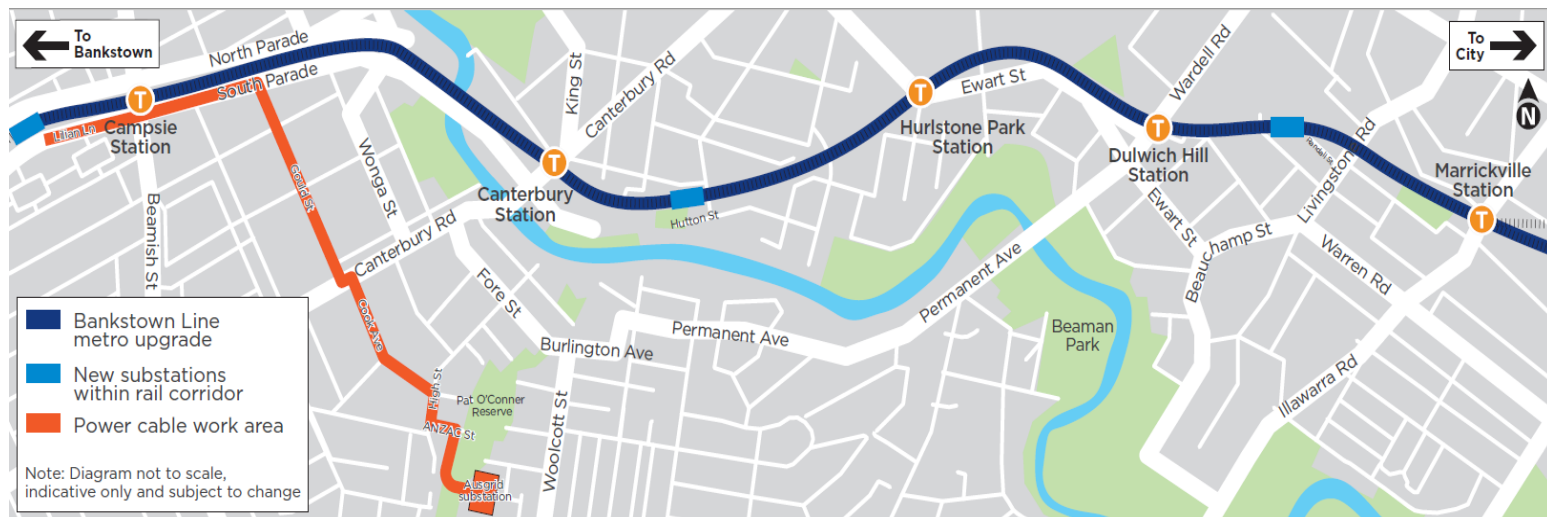 To
Bankstown
North Parade
South Parade
Lilian Ln
Campsie
Station
Beamish St
Gould St
Wonga St
Canterbury Rd
Cook Ave
King St
Canterbury Rd
Canterbury
Station
Hutton St
Fore St
Burlington Ave
Permanent Ave
Permanent Ave
High St
Pat O'Conner
Reserve
ANZAC St
Ausgrid
substation
Woolcott St
Hurlstone Park
Station
Ewart St
Wardell Rd
Dulwich Hill
Station
Randall St
Livingstone Rd
Marrickville
Station
Ewart St
Beauchamp St
Warren Rd
Illawarra Rd
Beaman
Park
To
City
N
T
T
T
T
T
Bankstown Line
metro upgrade
New substations
within rail corridor
Power cable work area
Note: Diagram not to scale,
indicative only and subject to change